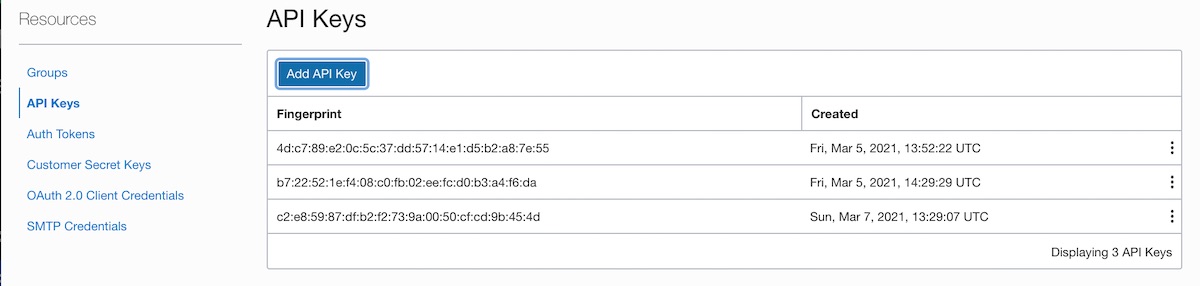 Resources
Groups
API Keys
Auth Tokens
Customer Secret Keys
OAuth 2.0 Client Credentials
SMTP Credentials
API Keys
Add API Key
Fingerprint Created
4d:c7:89:e2:0c:5c:37:dd:57:14:e1:d5:b2:a8:7e:55 Fri, Mar 5, 2021, 13:52:22 UTC
b7:22:52:1e:f4:08:c0:fb:02:ee:fc:d0:b3:a4:f6:da Fri, Mar 5, 2021, 14:29:29 UTC
c2:e8:59:87:df:b2:f2:73:9a:00:50:cf:cd:9b:45:4d Sun, Mar 7, 2021, 13:29:07 UTC
Displaying 3 API Keys